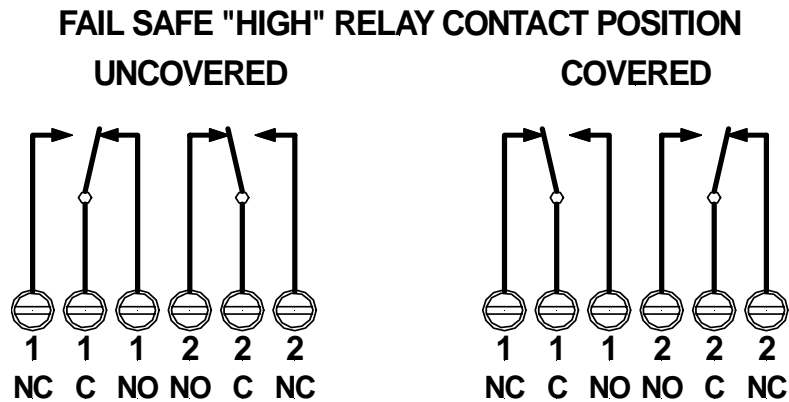 FAIL SAFE "HIGH" RELAY CONTACT POSITION
UNCOVERED COVERED
1 1 1 2 2 2 1 1 1 2 2 2
NC C NO NO C NC NC C NO NO C NC